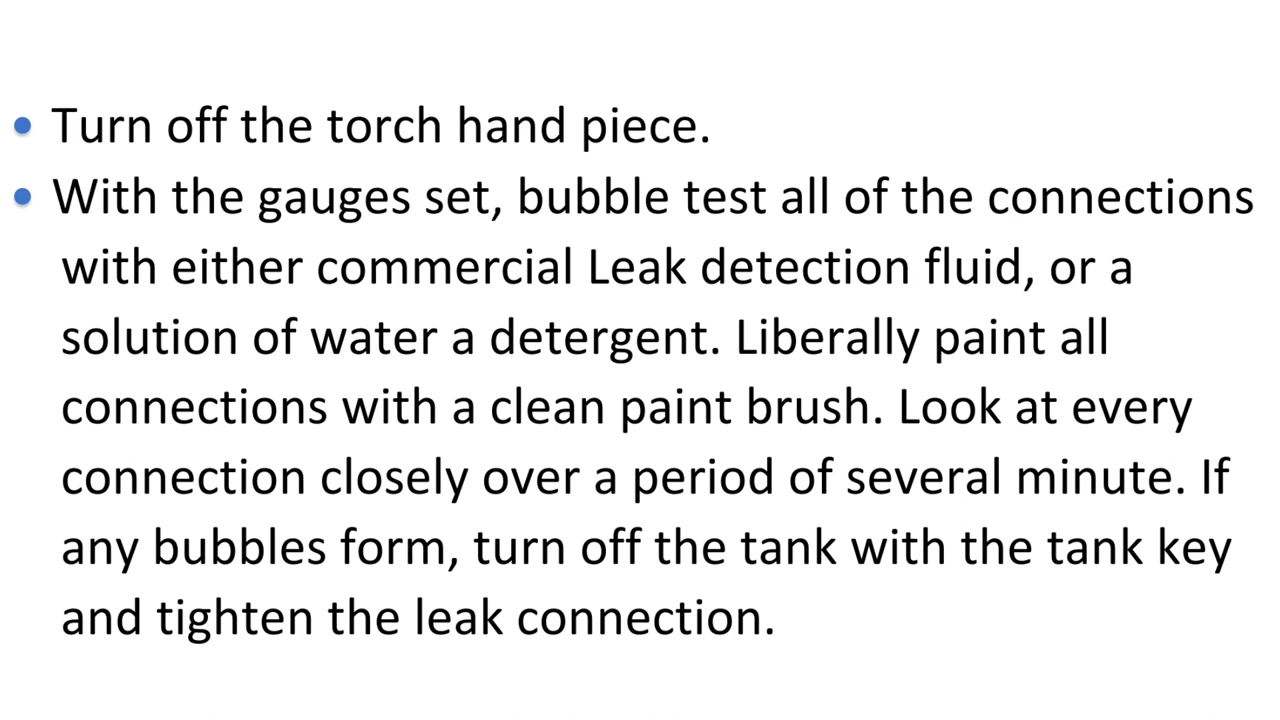 • Turn off the torch hand piece.
• With the gauges set, bubble test all of the connections
with either commercial Leak detection fluid, or a
solution of water a detergent. Liberally paint all
connections with a clean paint brush. Look at every
connection closely over a period of several minute. If
any bubbles form, turn off the tank with the tank key
and tighten the leak connection.